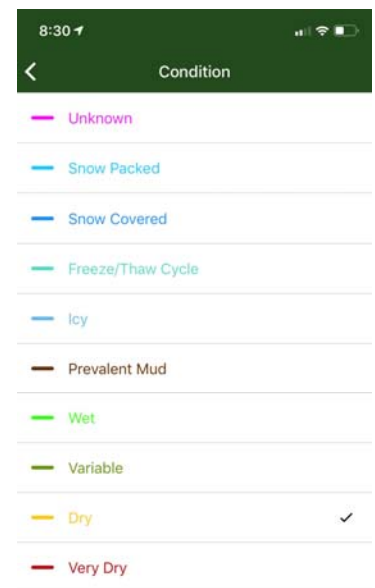 8:30
Condition
Unknown
Snow Packed
Snow Covered
Freeze/Thaw Cycle
Icy
Prevalent Mud
Wet
Variable
Dry
Very Dry